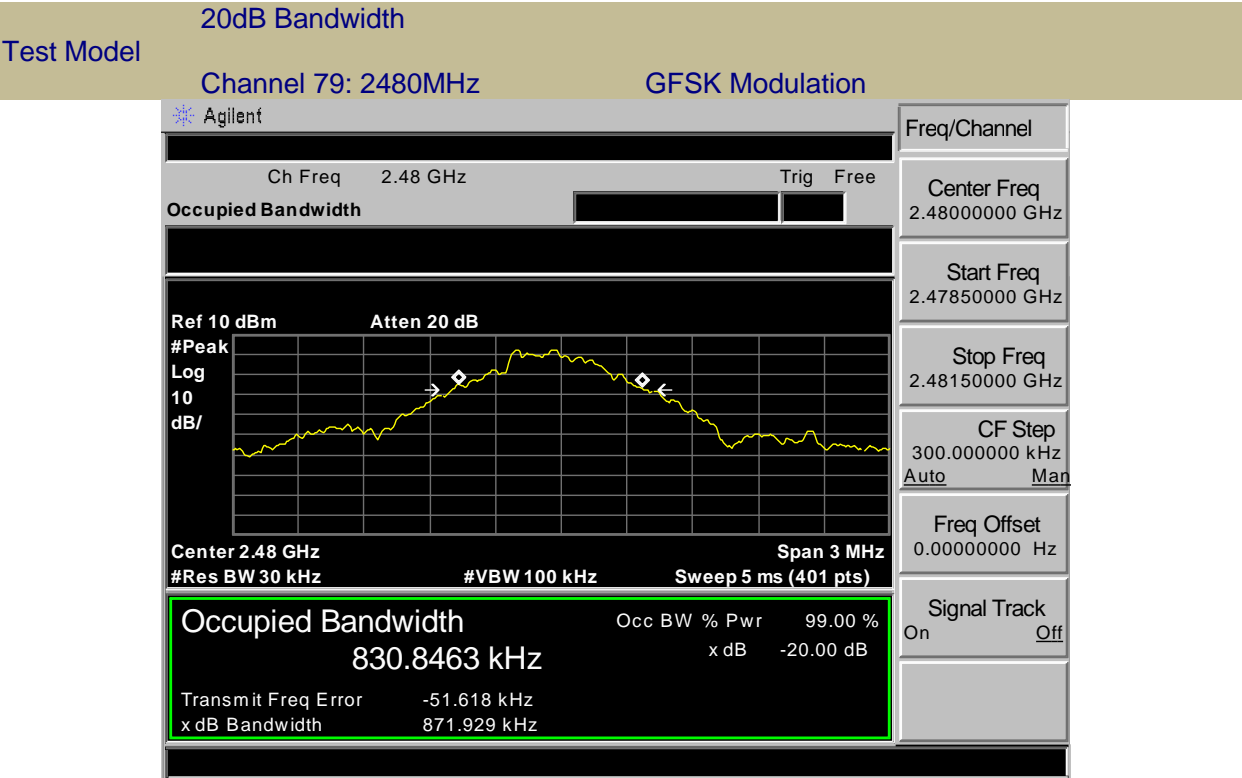 20dB Bandwidth
Test Model
Channel 79: 2480MHz GFSK Modulation
Agilent
Freq/Channel
Ch Freq 2.48 GHz Trig Free
Occupied Bandwidth
Center Freq
2.48000000 GHz
Start Freq
2.47850000 GHz
Stop Freq
2.48150000 GHz
CF Step
300.000000 kHz
Auto Man
Freq Offset
0.00000000 Hz
Signal Track
On Off
Ref 10 dBm Atten 20 dB
#Peak
Log
10
dB/
Center 2.48 GHz Span 3 MHz
#Res BW 30 kHz #VBW 100 kHz Sweep 5 ms (401 pts)
Occupied Bandwidth
830.8463 kHz
Occ BW % Pwr 99.00 %
x dB -20.00 dB
Transmit Freq Error -51.618 kHz
x dB Bandwidth 871.929 kHz